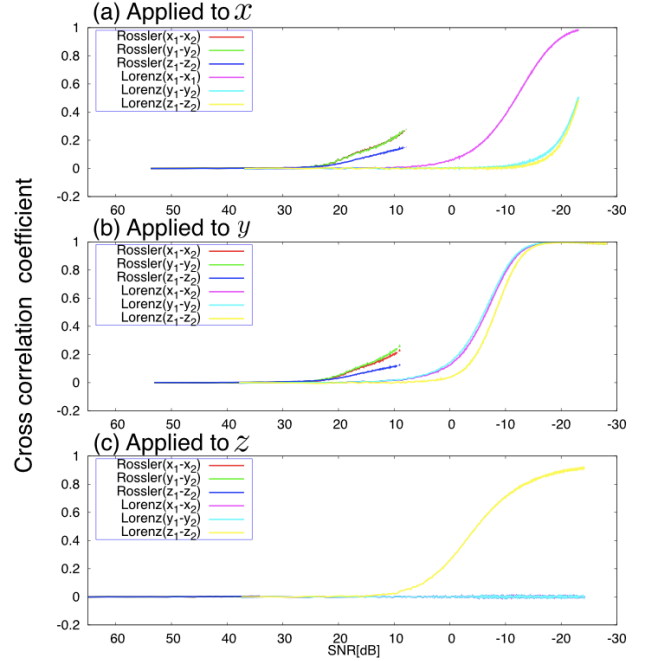 Cross correlation coefficient
(a) Applied to x
Rossler(x1-x2)
Rossler(y1-y2)
Rossler(z1-z2)
Lorenz(x1-x1)
Lorenz(y1-y2)
Lorenz(z1-z2)
1
0.8
0.6
0.4
0.2
0
-0.2
60 50 40 30 20 10 0 -10 -20 -30
(b) Applied to y
Rossler(x1-x2)
Rossler(y1-y2)
Rossler(z1-z2)
Lorenz(x1-x2)
Lorenz(y1-y2)
Lorenz(z1-z2)
1
0.8
0.6
0.4
0.2
0
-0.2
60 50 40 30 20 10 0 -10 -20 -30
(c) Applied to z
Rossler(x1-x2)
Rossler(y1-y2)
Rossler(z1-z2)
Lorenz(x1-x2)
Lorenz(y1-y2)
Lorenz(z1-z2)
1
0.8
0.6
0.4
0.2
0
-0.2
60 50 40 30 20 10 0 -10 -20 -30
SNR[dB]